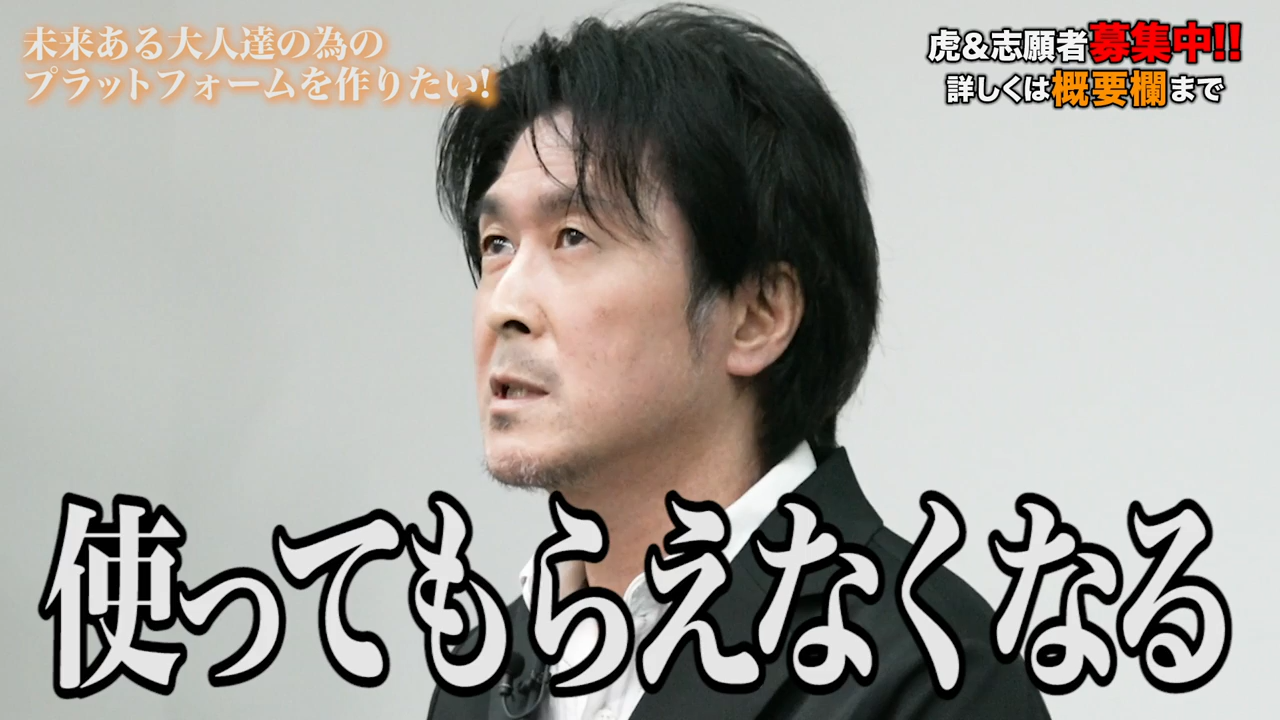 未来ある大人達の為の
プラットフォームを作りたい!
虎&志願者募集中!!
詳しくは概要欄まで
使ってもらえなくなる